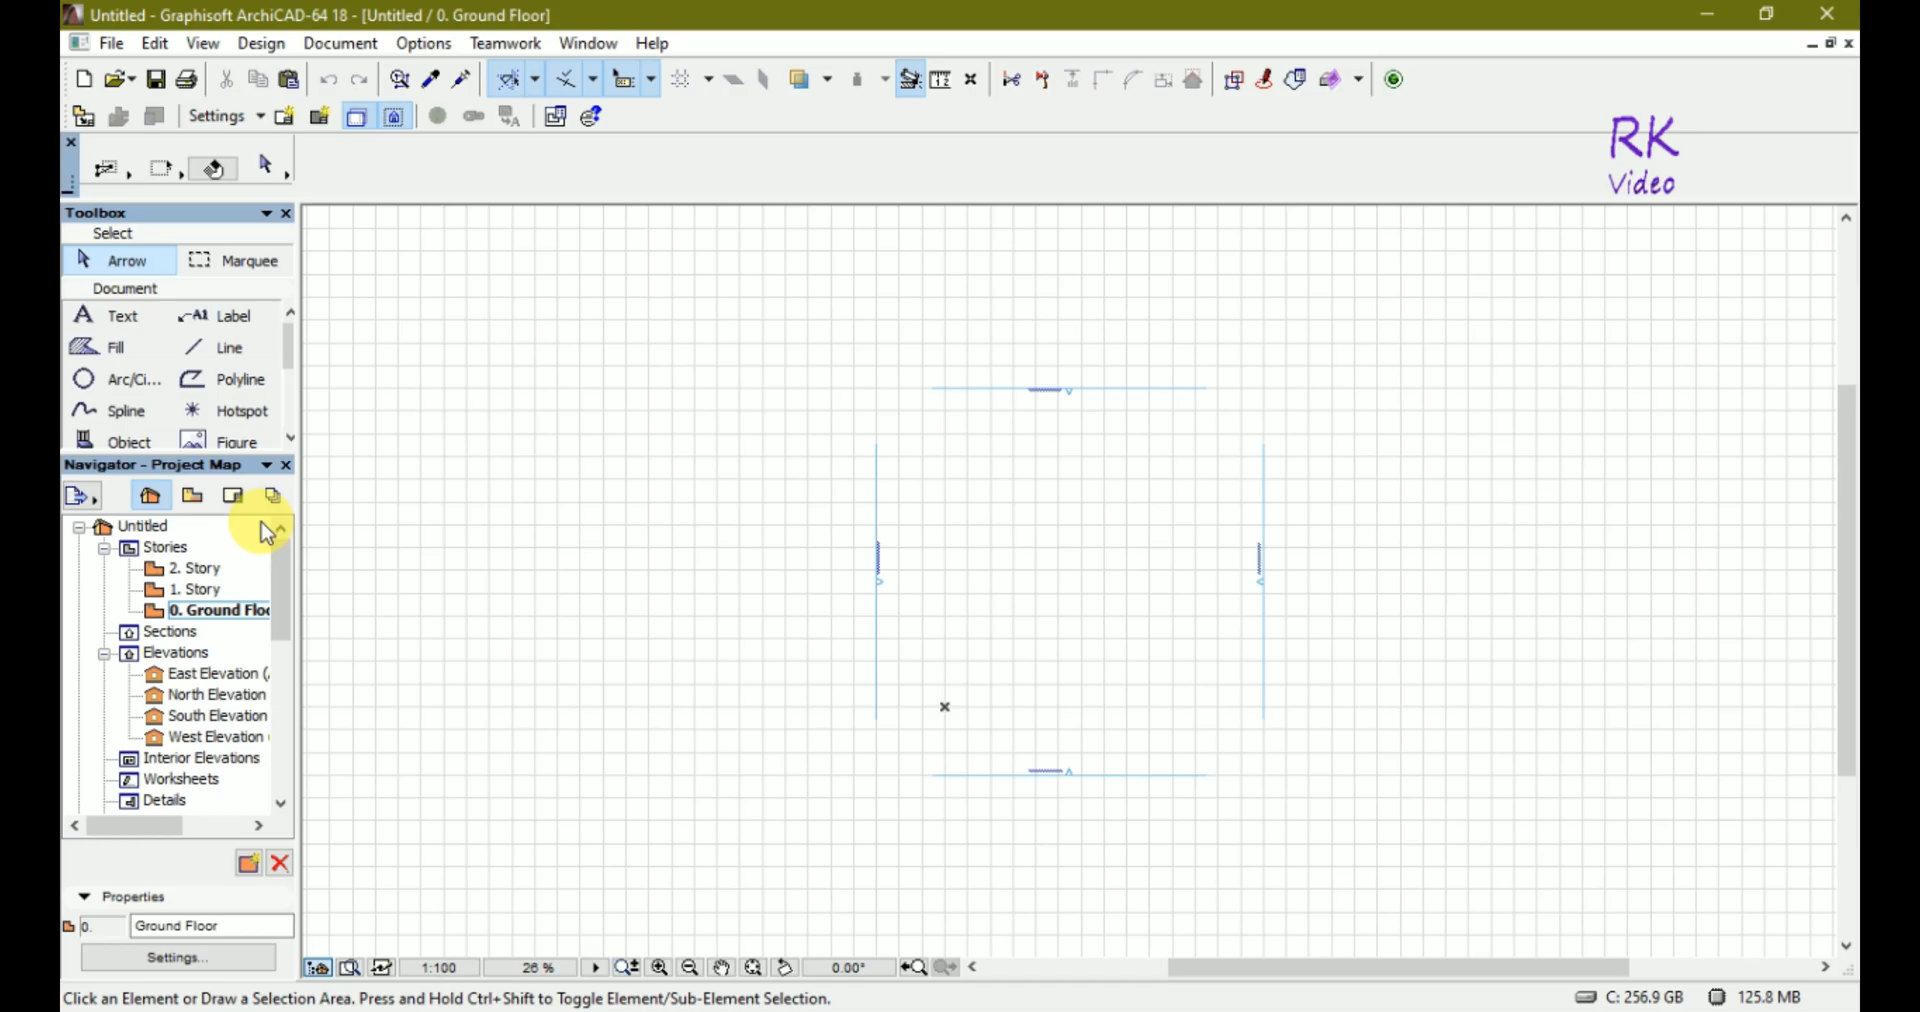 Untitled - Graphisoft ArchiCAD-64 18 - [Untitled / 0. Ground Floor]
File Edit View Design Document Options Teamwork Window Help
Settings
RK
Video
Toolbox
Select
Arrow Marquee
Document
A Text A1 Label
Fill Line
Arc/Ci... Polyline
Spline Hotspot
Object Figure
Navigator - Project Map
Untitled
Stories
2. Story
1. Story
0. Ground Floo
Sections
Elevations
East Elevation (
North Elevation
South Elevation
West Elevation
Interior Elevations
Worksheets
Details
Properties
0. Ground Floor
Settings...
1:100 26 % 0.00°
Click an Element or Draw a Selection Area. Press and Hold Ctrl+Shift to Toggle Element/Sub-Element Selection.
C: 256.9 GB 125.8 MB